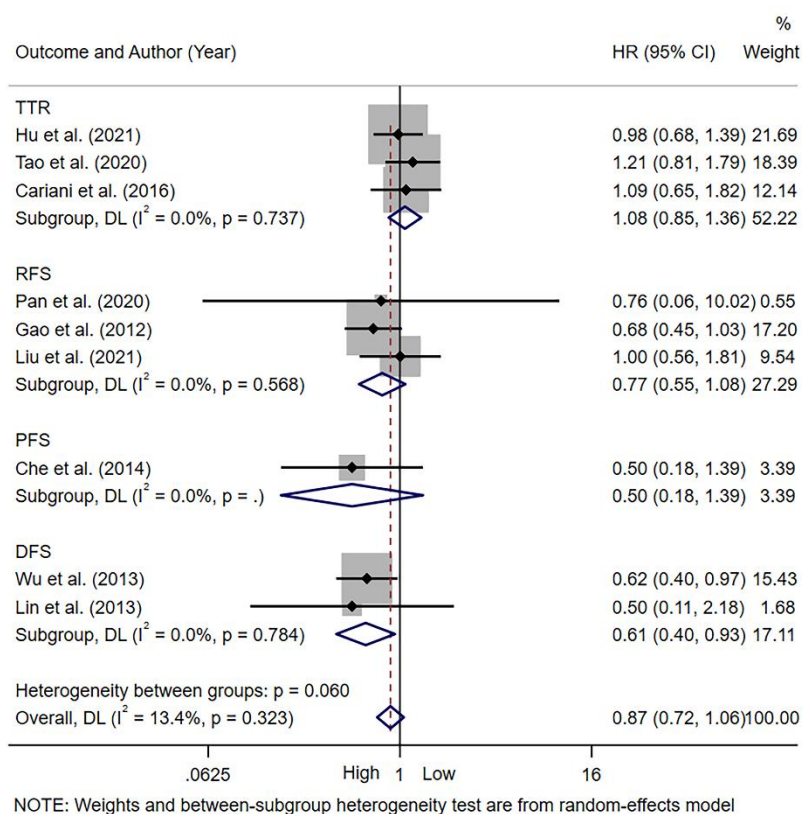 %
Outcome and Author (Year) HR (95% CI) Weight
TTR
Hu et al. (2021) 0.98 (0.68, 1.39) 21.69
Tao et al. (2020) 1.21 (0.81, 1.79) 18.39
Cariani et al. (2016) 1.09 (0.65, 1.82) 12.14
Subgroup, DL (I² = 0.0%, p = 0.737) 1.08 (0.85, 1.36) 52.22
RFS
Pan et al. (2020) 0.76 (0.06, 10.02) 0.55
Gao et al. (2012) 0.68 (0.45, 1.03) 17.20
Liu et al. (2021) 1.00 (0.56, 1.81) 9.54
Subgroup, DL (I² = 0.0%, p = 0.568) 0.77 (0.55, 1.08) 27.29
PFS
Che et al. (2014) 0.50 (0.18, 1.39) 3.39
Subgroup, DL (I² = 0.0%, p = .) 0.50 (0.18, 1.39) 3.39
DFS
Wu et al. (2013) 0.62 (0.40, 0.97) 15.43
Lin et al. (2013) 0.50 (0.11, 2.18) 1.68
Subgroup, DL (I² = 0.0%, p = 0.784) 0.61 (0.40, 0.93) 17.11
Heterogeneity between groups: p = 0.060
Overall, DL (I² = 13.4%, p = 0.323) 0.87 (0.72, 1.06)100.00
.0625 High 1 Low 16
NOTE: Weights and between-subgroup heterogeneity test are from random-effects model